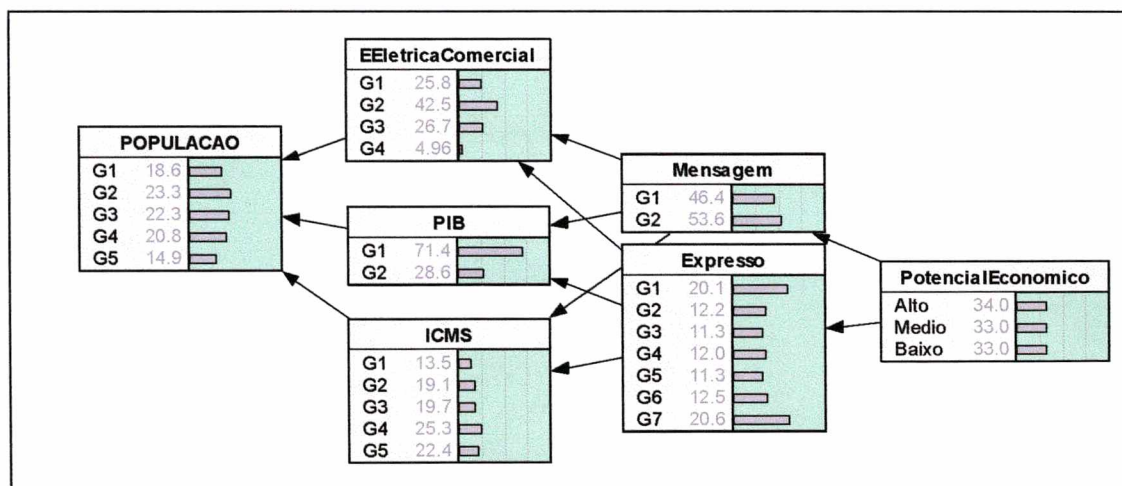 POPULACAO
G1 18.6
G2 23.3
G3 22.3
G4 20.8
G5 14.9
EEletricaComercial
G1 25.8
G2 42.5
G3 26.7
G4 4.96
PIB
G1 71.4
G2 28.6
ICMS
G1 13.5
G2 19.1
G3 19.7
G4 25.3
G5 22.4
Mensagem
G1 46.4
G2 53.6
Expresso
G1 20.1
G2 12.2
G3 11.3
G4 12.0
G5 11.3
G6 12.5
G7 20.6
PotencialEconomico
Alto 34.0
Medio 33.0
Baixo 33.0